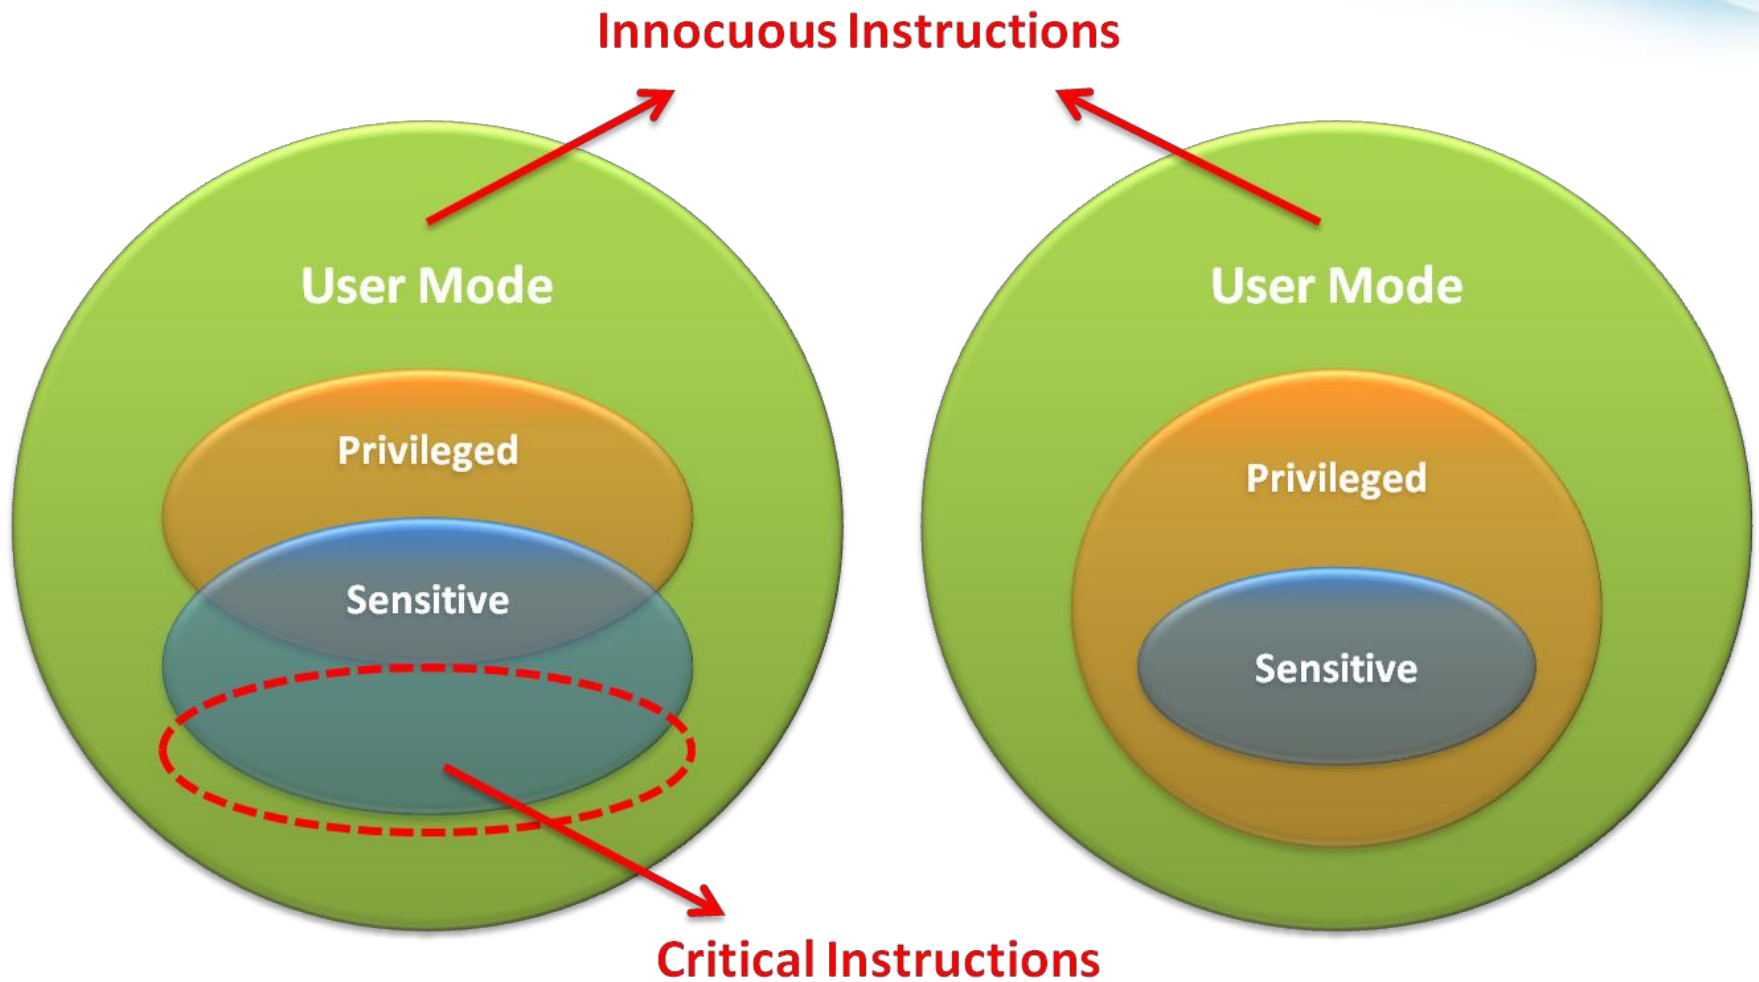 Innocuous Instructions
User Mode
User Mode
Privileged
Privileged
Sensitive
Sensitive
Critical Instructions